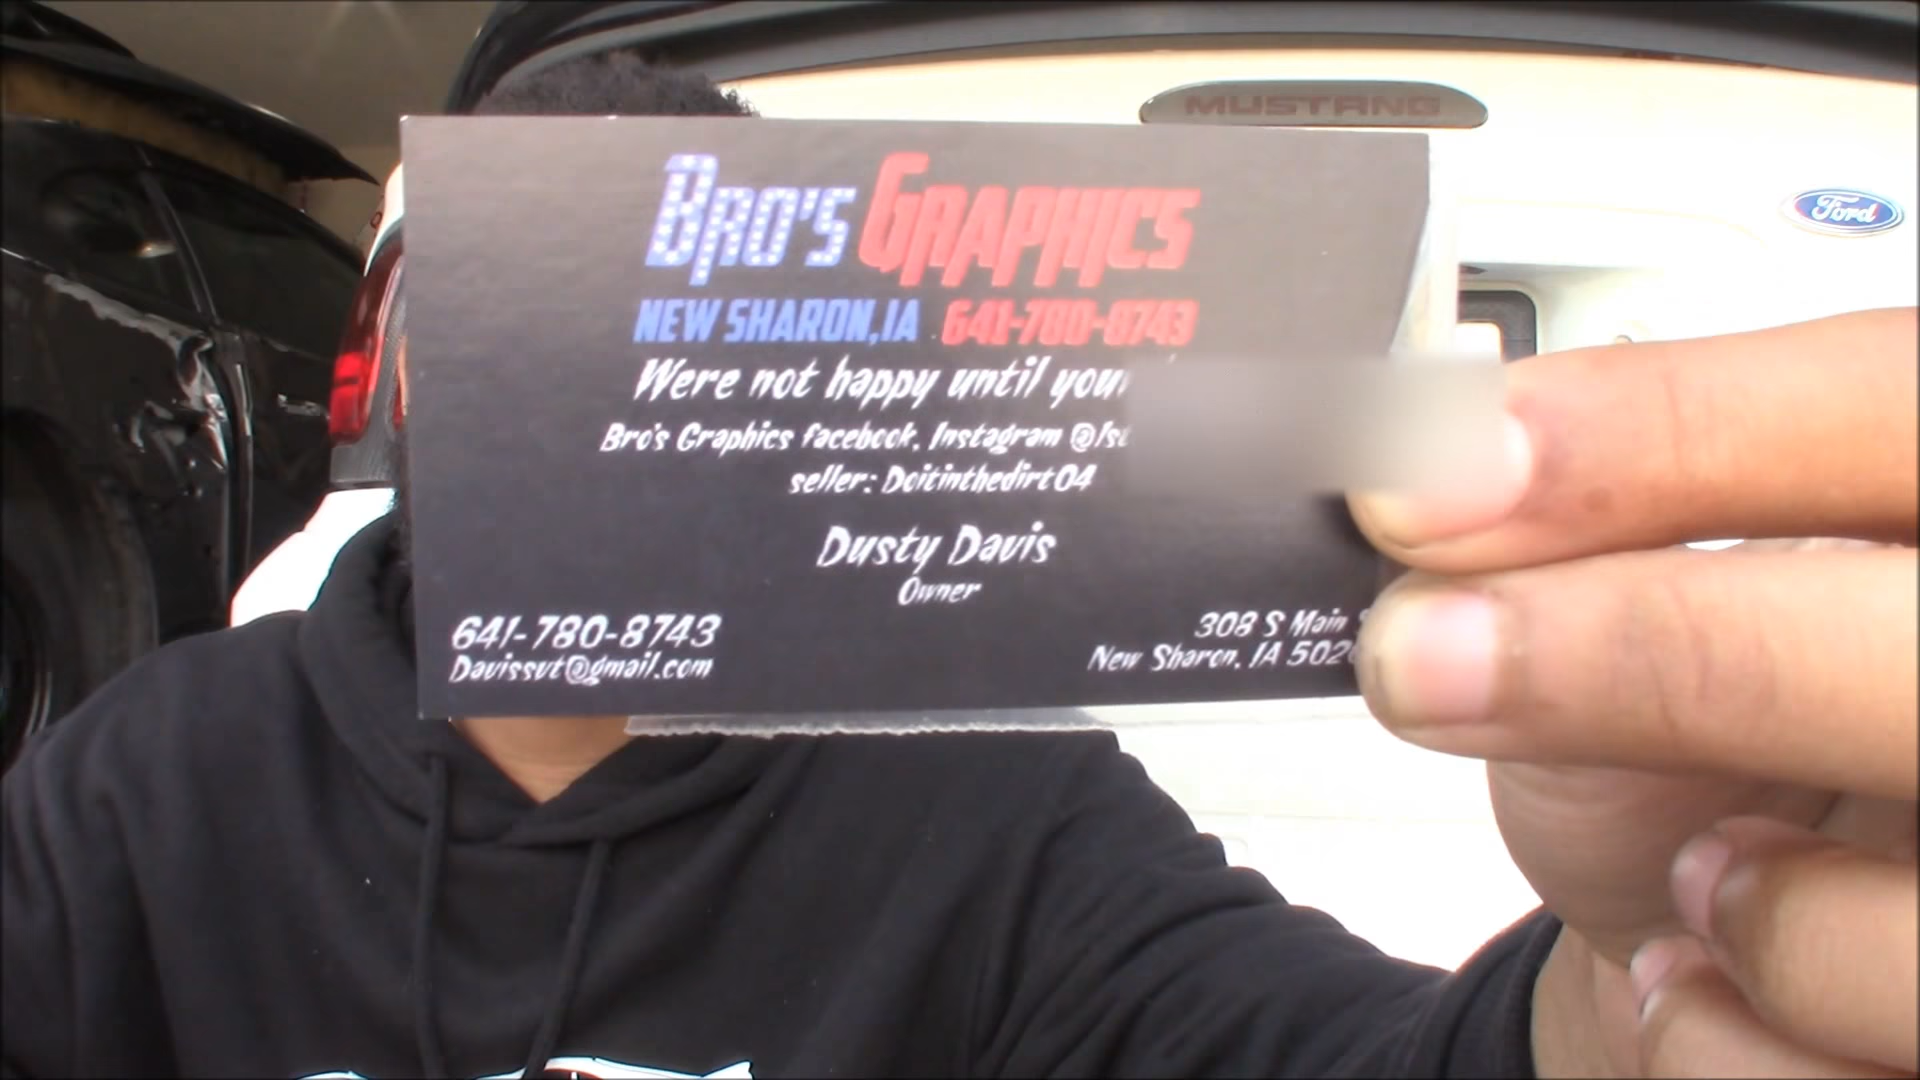 MUSTANG
Ford
BRO'S GRAPHICS
NEW SHARON, IA 641-780-8743
Were not happy until your
Bro's Graphics facebook, Instagram
seller: Doitinthedirt04
Dusty Davis
Owner
641-780-8743
Davissvt@gmail.com
308 S Main
New Sharon, IA